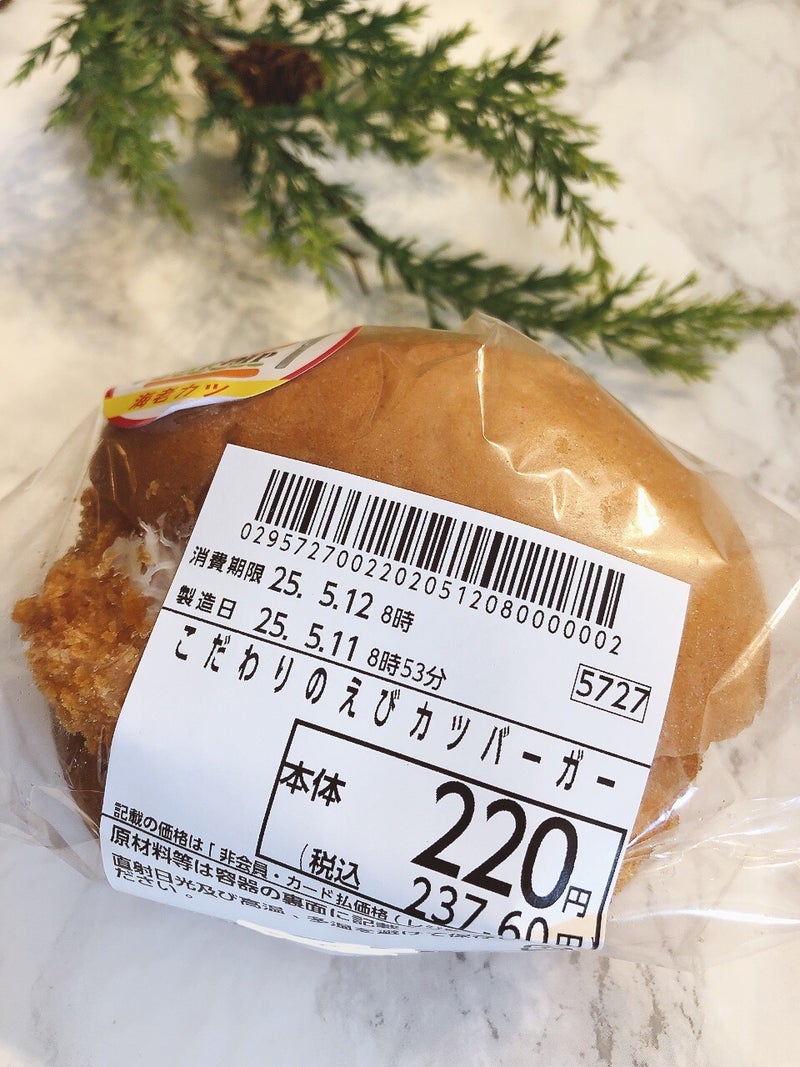 海老カツ
02957270022020512080000002
消費期限 25. 5.12 8時
製造日 25. 5.11 8時53分
5727
こだわりのえびカツバーガー
本体 220円
(税込 237.60円
記載の価格は「非会員・カード払価格(レジ
原材料等は容器の裏面に記載
直射日光及び高温、多湿を避けて保存
ださい。